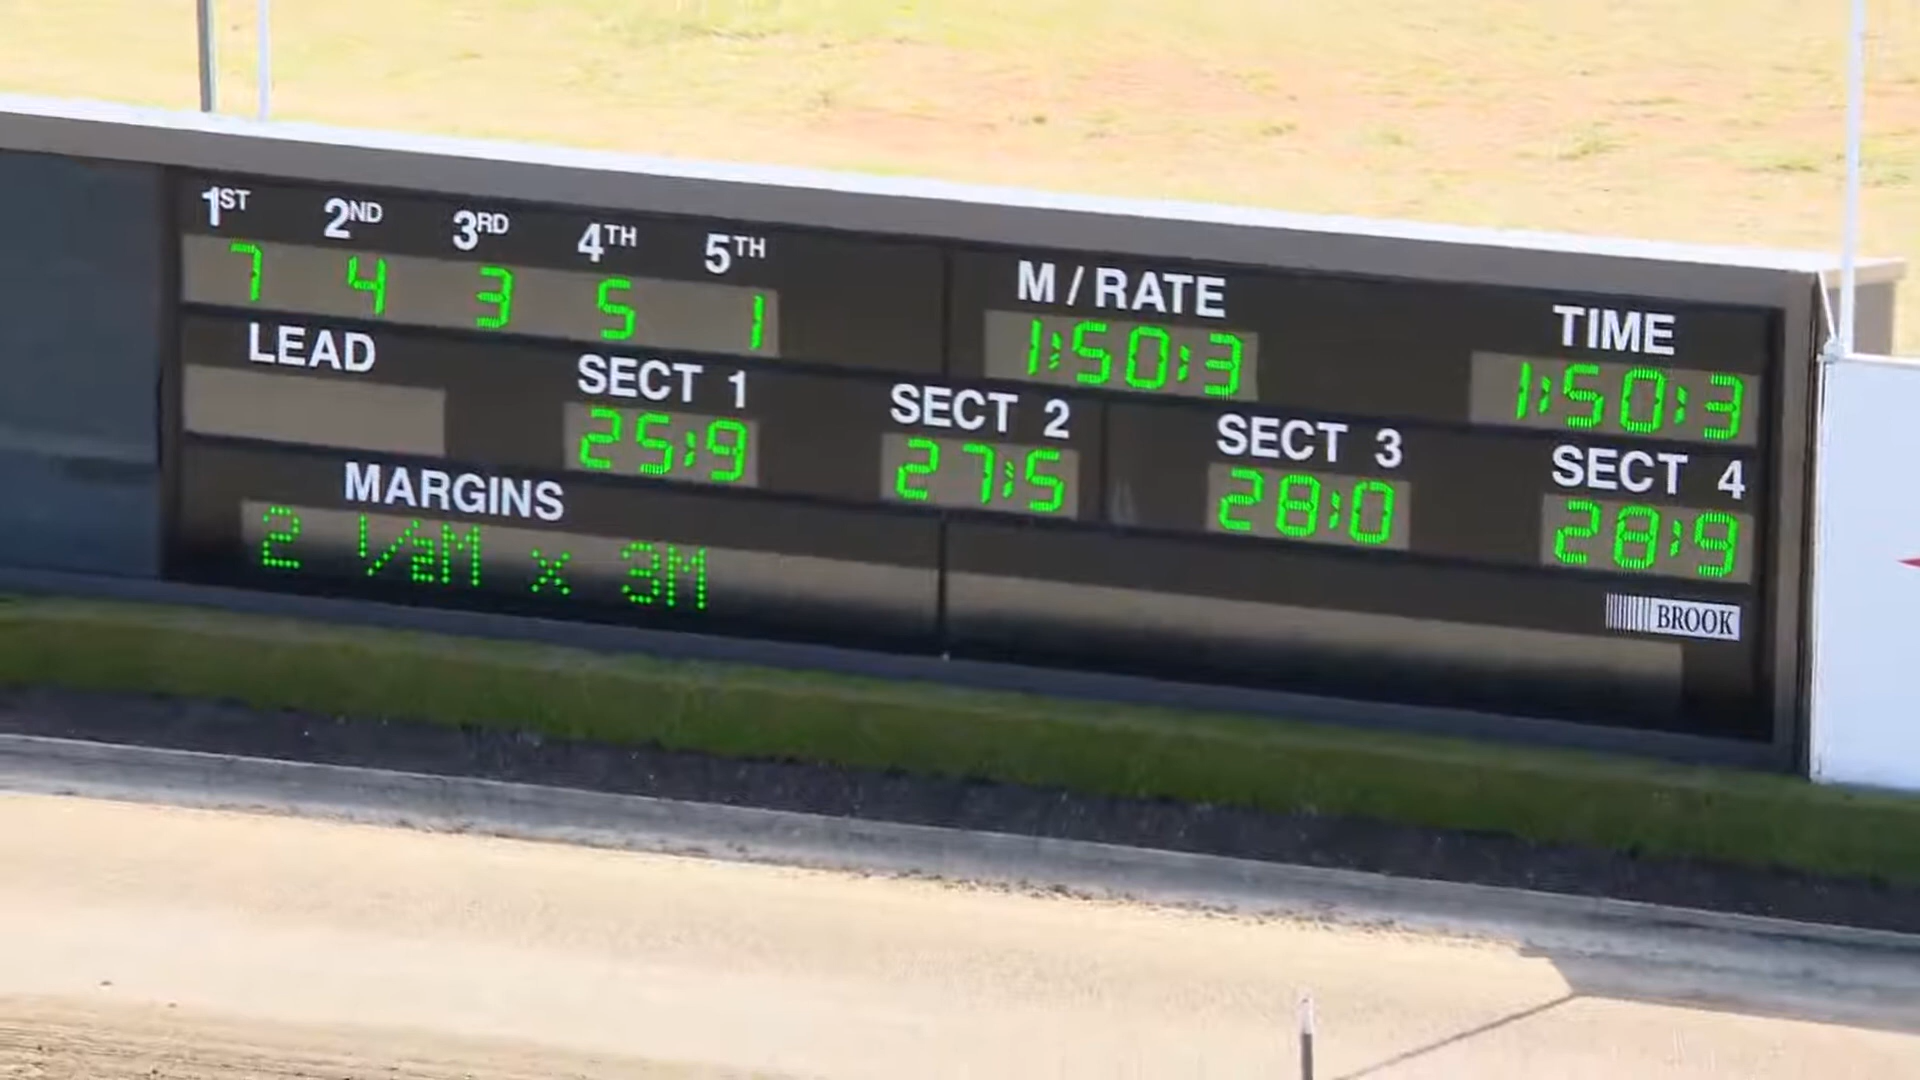 1ST 2ND 3RD 4TH 5TH
7 4 3 5 1
M/RATE TIME
1:50:3 1:50:3
LEAD SECT 1 SECT 2 SECT 3 SECT 4
25:9 27:5 28:0 28:9
MARGINS
2 1/2M x 3M
BROOK